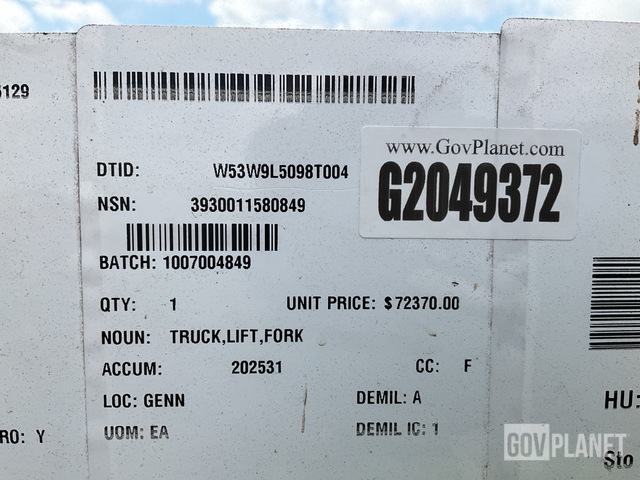 5129
DTID: W53W9L5098T004
www.GovPlanet.com
G2049372
NSN: 3930011580849
BATCH: 1007004849
QTY: 1 UNIT PRICE: $72370.00
NOUN: TRUCK,LIFT,FORK
ACCUM: 202531 CC: F
LOC: GENN DEMIL: A
HU:
RO: Y
UOM: EA DEMIL IC: 1
GOVPLANET
Sto